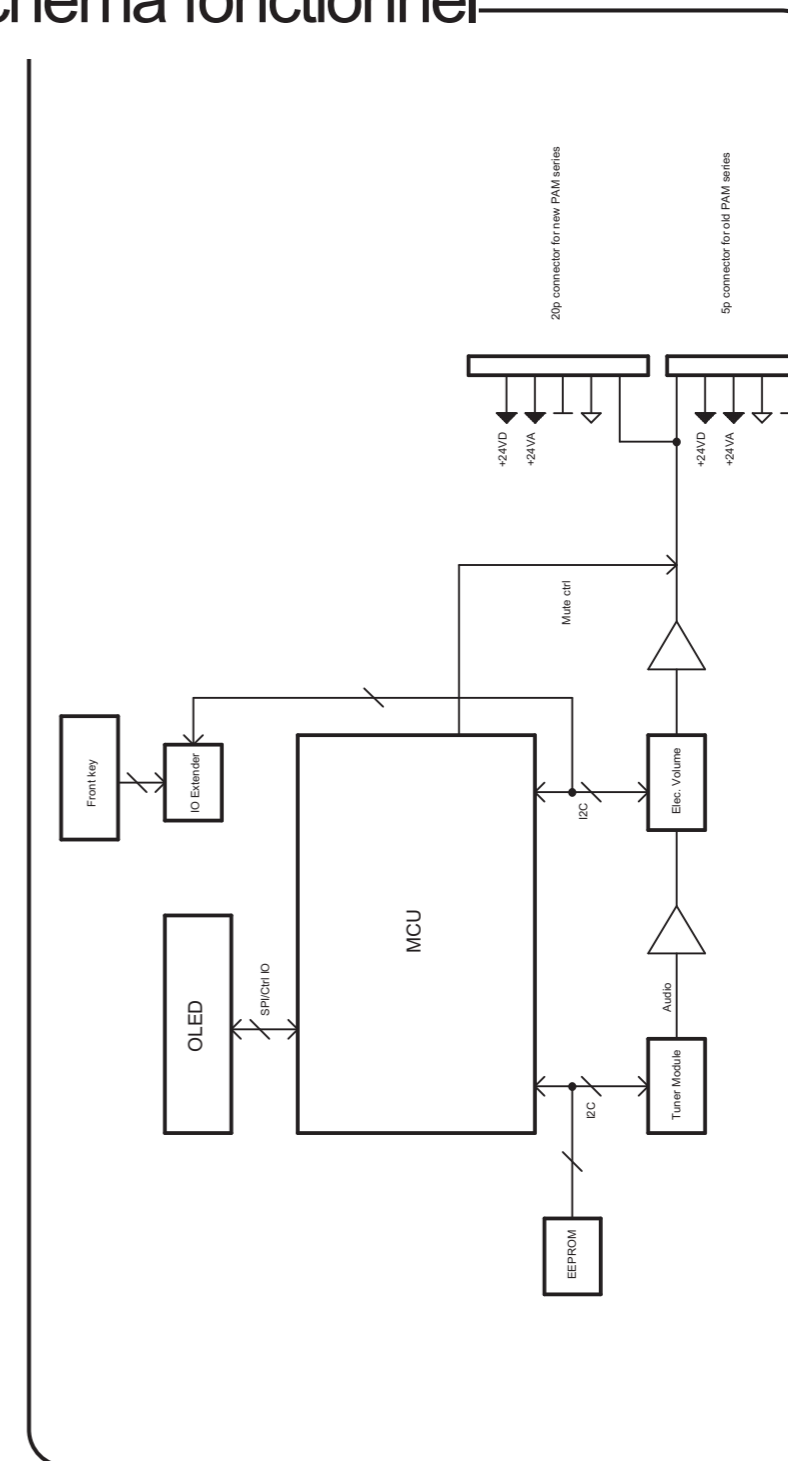 chema fonctionnel
20p connector for new PAM series
5p connector for old PAM series
+24VD
+24VA
+24VD
+24VA
Mute ctrl
Front key
IO Extender
I2C
Elec. Volume
OLED
SPI/Ctrl IO
MCU
Audio
I2C
Tuner Module
EEPROM